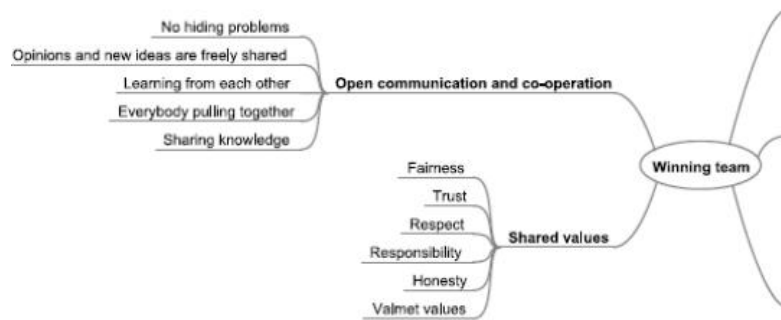 No hiding problems
Opinions and new ideas are freely shared
Learning from each other
Everybody pulling together
Sharing knowledge
Open communication and co-operation
Fairness
Trust
Respect
Responsibility
Honesty
Valmet values
Shared values
Winning team